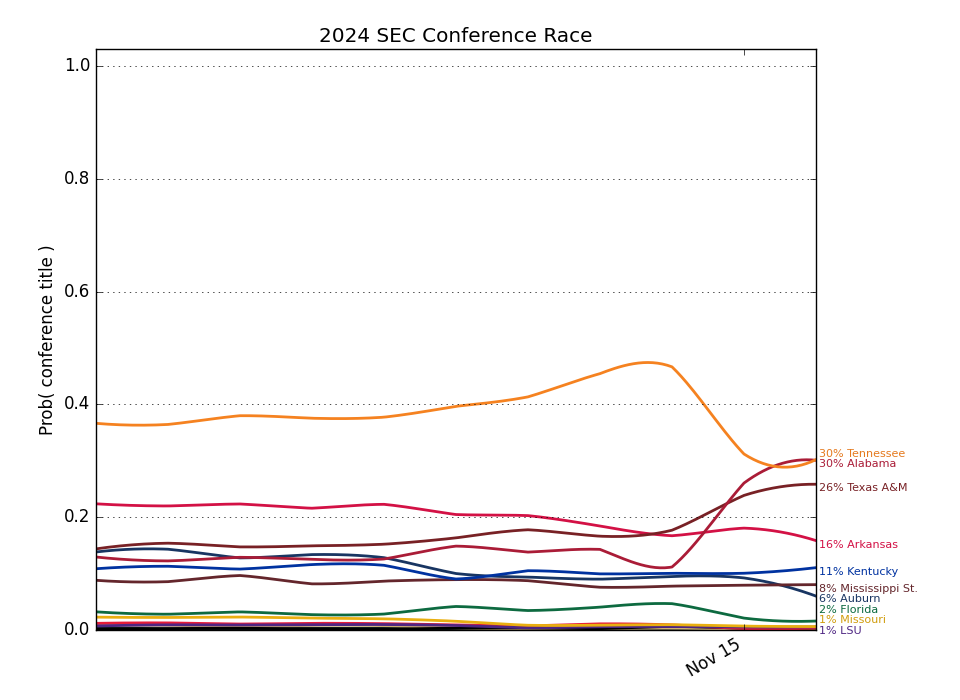 2024 SEC Conference Race
Prob( conference title )
1.0
0.8
0.6
0.4
0.2
0.0
30% Tennessee
30% Alabama
26% Texas A&M
16% Arkansas
11% Kentucky
8% Mississippi St.
6% Auburn
2% Florida
1% Missouri
1% LSU
Nov 15